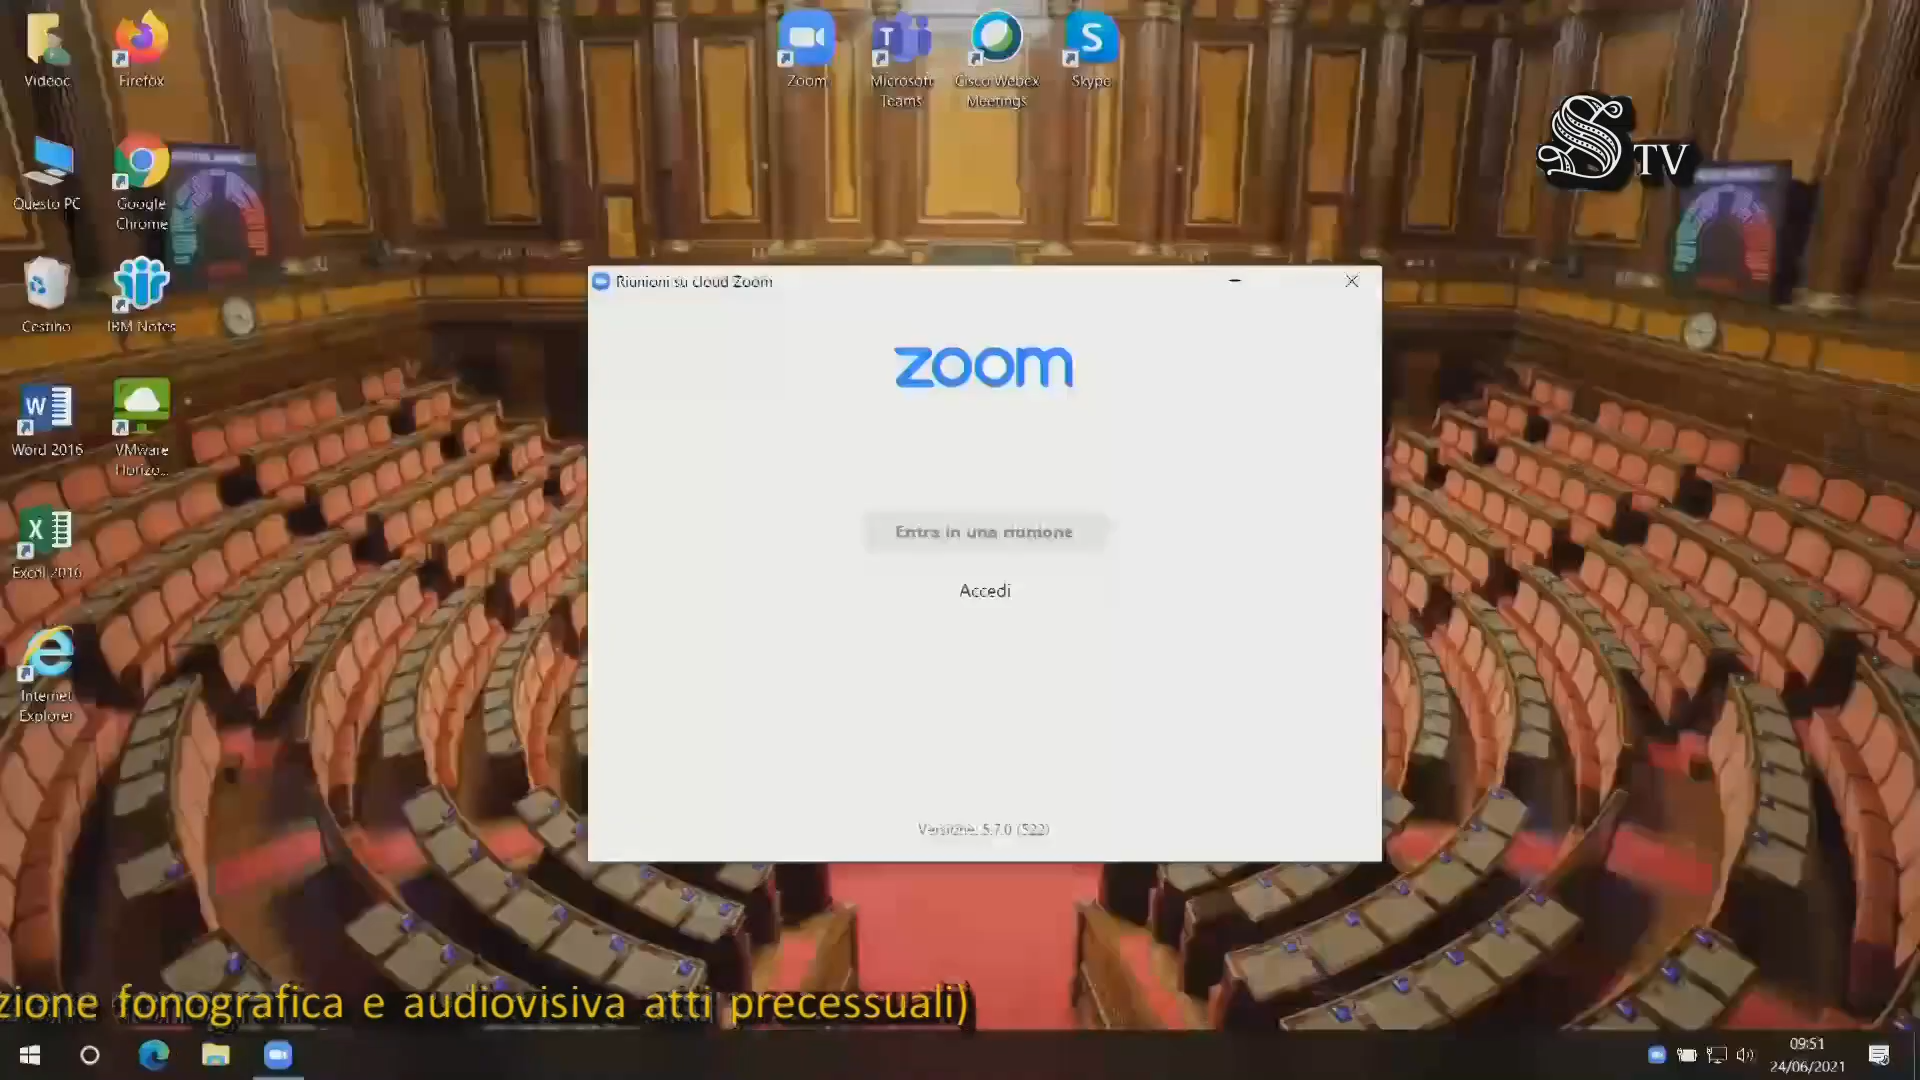 Videoc
Firefox
Zoom
Microsoft
Teams
Cisco Webex
Meetings
Skype
TV
Questo PC
Google
Chrome
Cestino
IBM Notes
Riunioni su cloud Zoom
zoom
Word 2016
VMware
Horizo...
Entra in una riunione
Excel 2016
Accedi
Internet
Explorer
Versione: 5.7.0 (522)
zione fonografica e audiovisiva atti precessuali)
09:51
24/06/2021